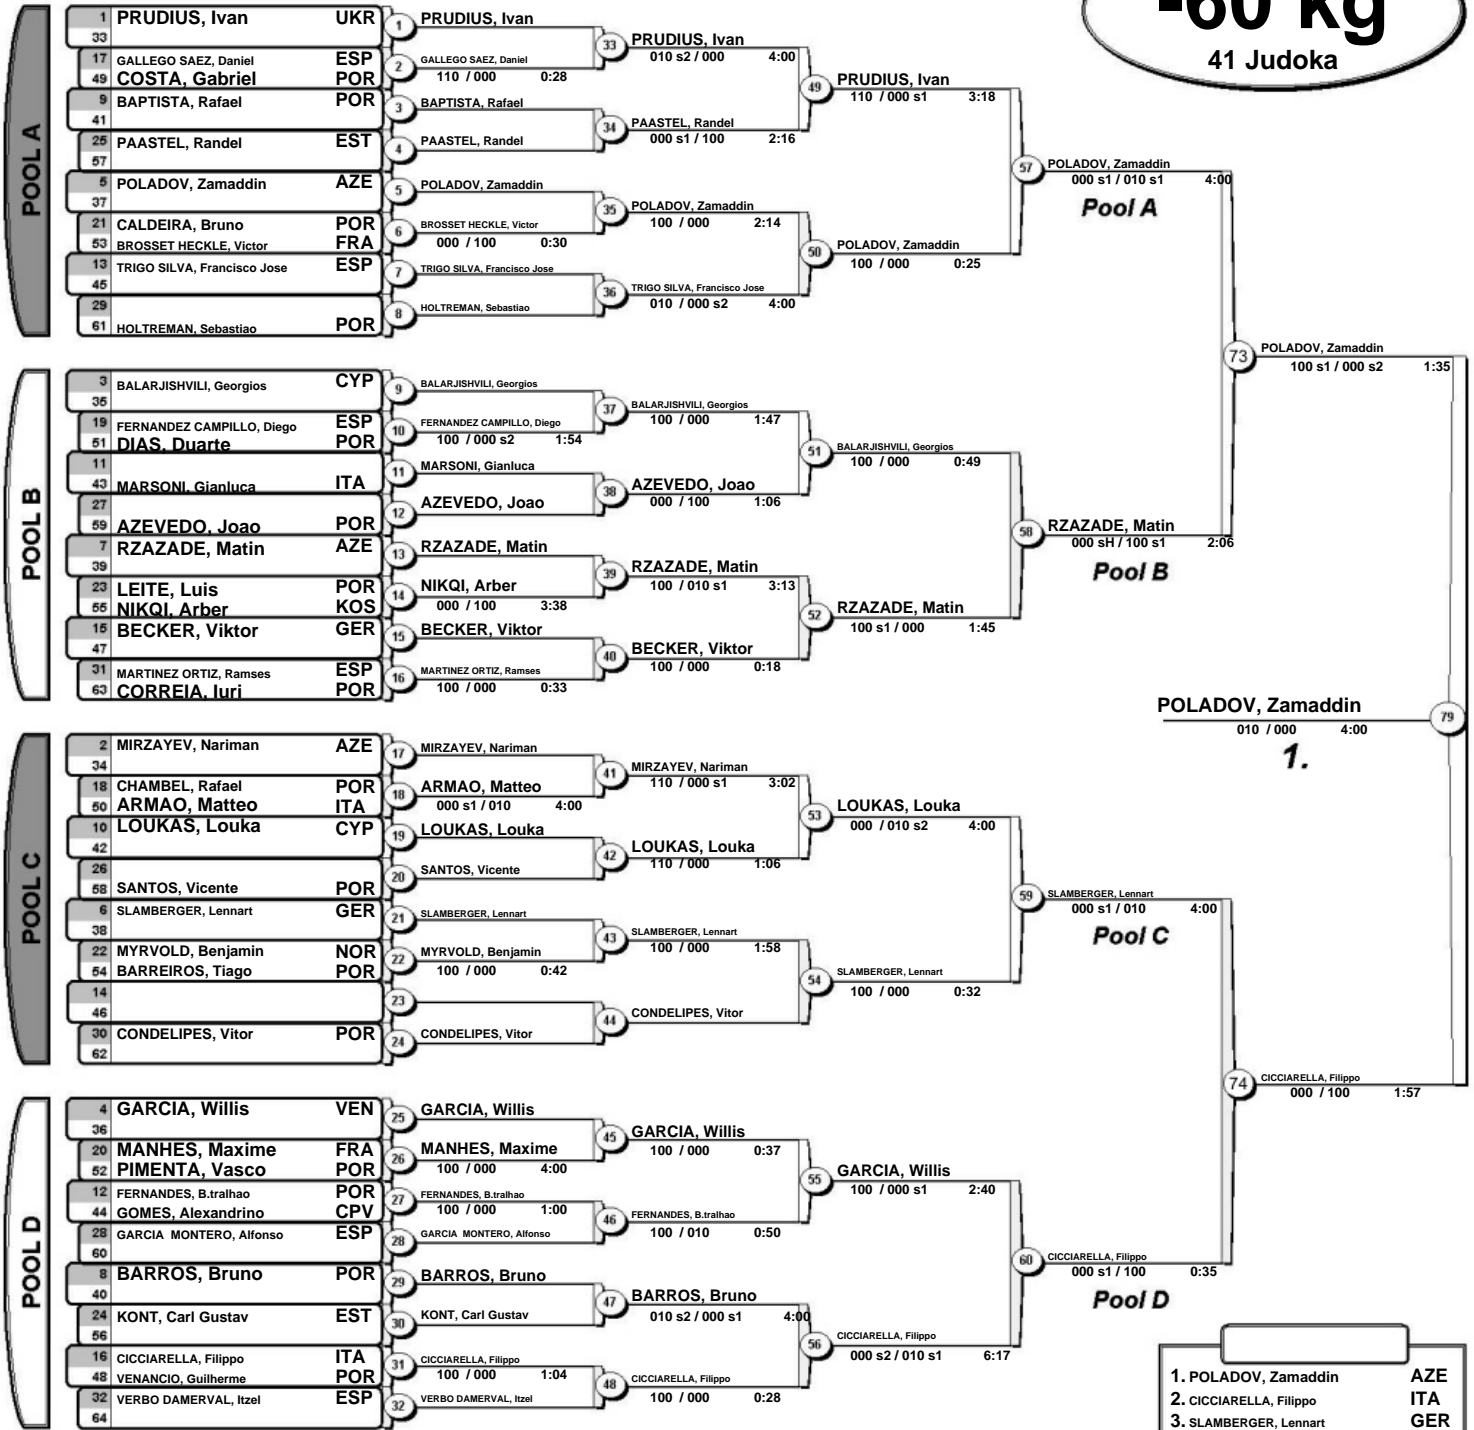 -60 kg
41 Judoka
POOL A
1 PRUDIUS, Ivan UKR
33
17 GALLEGO SAEZ, Daniel ESP
49 COSTA, Gabriel POR
9 BAPTISTA, Rafael POR
41
25 PAASTEL, Randel EST
57
5 POLADOV, Zamaddin AZE
37
21 CALDEIRA, Bruno POR
53 BROSSET HECKLE, Victor FRA
13 TRIGO SILVA, Francisco Jose ESP
45
29
61 HOLTREMAN, Sebastiao POR
1 PRUDIUS, Ivan
2 GALLEGO SAEZ, Daniel
110 / 000 0:28
3 BAPTISTA, Rafael
4 PAASTEL, Randel
5 POLADOV, Zamaddin
6 BROSSET HECKLE, Victor
000 / 100 0:30
7 TRIGO SILVA, Francisco Jose
8 HOLTREMAN, Sebastiao
33 PRUDIUS, Ivan
010 s2 / 000 4:00
34 PAASTEL, Randel
000 s1 / 100 2:16
35 POLADOV, Zamaddin
100 / 000 2:14
36 TRIGO SILVA, Francisco Jose
010 / 000 s2 4:00
49 PRUDIUS, Ivan
110 / 000 s1 3:18
50 POLADOV, Zamaddin
100 / 000 0:25
57 POLADOV, Zamaddin
000 s1 / 010 s1 4:00
Pool A
POOL B
3 BALARJISHVILI, Georgios CYP
35
19 FERNANDEZ CAMPILLO, Diego ESP
51 DIAS, Duarte POR
11
43 MARSONI, Gianluca ITA
27
59 AZEVEDO, Joao POR
7 RZAZADE, Matin AZE
39
23 LEITE, Luis POR
55 NIKQI, Arber KOS
15 BECKER, Viktor GER
47
31 MARTINEZ ORTIZ, Ramses ESP
63 CORREIA, Iuri POR
9 BALARJISHVILI, Georgios
10 FERNANDEZ CAMPILLO, Diego
100 / 000 s2 1:54
11 MARSONI, Gianluca
12 AZEVEDO, Joao
13 RZAZADE, Matin
14 NIKQI, Arber
000 / 100 3:38
15 BECKER, Viktor
16 MARTINEZ ORTIZ, Ramses
100 / 000 0:33
37 BALARJISHVILI, Georgios
100 / 000 1:47
38 AZEVEDO, Joao
000 / 100 1:06
39 RZAZADE, Matin
100 / 010 s1 3:13
40 BECKER, Viktor
100 / 000 0:18
51 BALARJISHVILI, Georgios
100 / 000 0:49
52 RZAZADE, Matin
100 s1 / 000 1:45
58 RZAZADE, Matin
000 sH / 100 s1 2:06
Pool B
73 POLADOV, Zamaddin
100 s1 / 000 s2 1:35
POLADOV, Zamaddin 79
010 / 000 4:00
1.
POOL C
2 MIRZAYEV, Nariman AZE
34
18 CHAMBEL, Rafael POR
50 ARMAO, Matteo ITA
10 LOUKAS, Louka CYP
42
26
58 SANTOS, Vicente POR
6 SLAMBERGER, Lennart GER
38
22 MYRVOLD, Benjamin NOR
54 BARREIROS, Tiago POR
14
46
30 CONDELIPES, Vitor POR
62
17 MIRZAYEV, Nariman
18 ARMAO, Matteo
000 s1 / 010 4:00
19 LOUKAS, Louka
20 SANTOS, Vicente
21 SLAMBERGER, Lennart
22 MYRVOLD, Benjamin
100 / 000 0:42
23
24 CONDELIPES, Vitor
41 MIRZAYEV, Nariman
110 / 000 s1 3:02
42 LOUKAS, Louka
110 / 000 1:06
43 SLAMBERGER, Lennart
100 / 000 1:58
44 CONDELIPES, Vitor
53 LOUKAS, Louka
000 / 010 s2 4:00
54 SLAMBERGER, Lennart
100 / 000 0:32
59 SLAMBERGER, Lennart
000 s1 / 010 4:00
Pool C
POOL D
4 GARCIA, Willis VEN
36
20 MANHES, Maxime FRA
52 PIMENTA, Vasco POR
12 FERNANDES, B.tralhao POR
44 GOMES, Alexandrino CPV
28 GARCIA MONTERO, Alfonso ESP
60
8 BARROS, Bruno POR
40
24 KONT, Carl Gustav EST
56
16 CICCIARELLA, Filippo ITA
48 VENANCIO, Guilherme POR
32 VERBO DAMERVAL, Itzel ESP
64
25 GARCIA, Willis
26 MANHES, Maxime
100 / 000 4:00
27 FERNANDES, B.tralhao
100 / 000 1:00
28 GARCIA MONTERO, Alfonso
29 BARROS, Bruno
30 KONT, Carl Gustav
31 CICCIARELLA, Filippo
100 / 000 1:04
32 VERBO DAMERVAL, Itzel
45 GARCIA, Willis
100 / 000 0:37
46 FERNANDES, B.tralhao
100 / 010 0:50
47 BARROS, Bruno
010 s2 / 000 s1 4:00
48 CICCIARELLA, Filippo
100 / 000 0:28
55 GARCIA, Willis
100 / 000 s1 2:40
56 CICCIARELLA, Filippo
000 s2 / 010 s1 6:17
60 CICCIARELLA, Filippo
000 s1 / 100 0:35
Pool D
74 CICCIARELLA, Filippo
000 / 100 1:57
1. POLADOV, Zamaddin AZE
2. CICCIARELLA, Filippo ITA
3. SLAMBERGER, Lennart GER